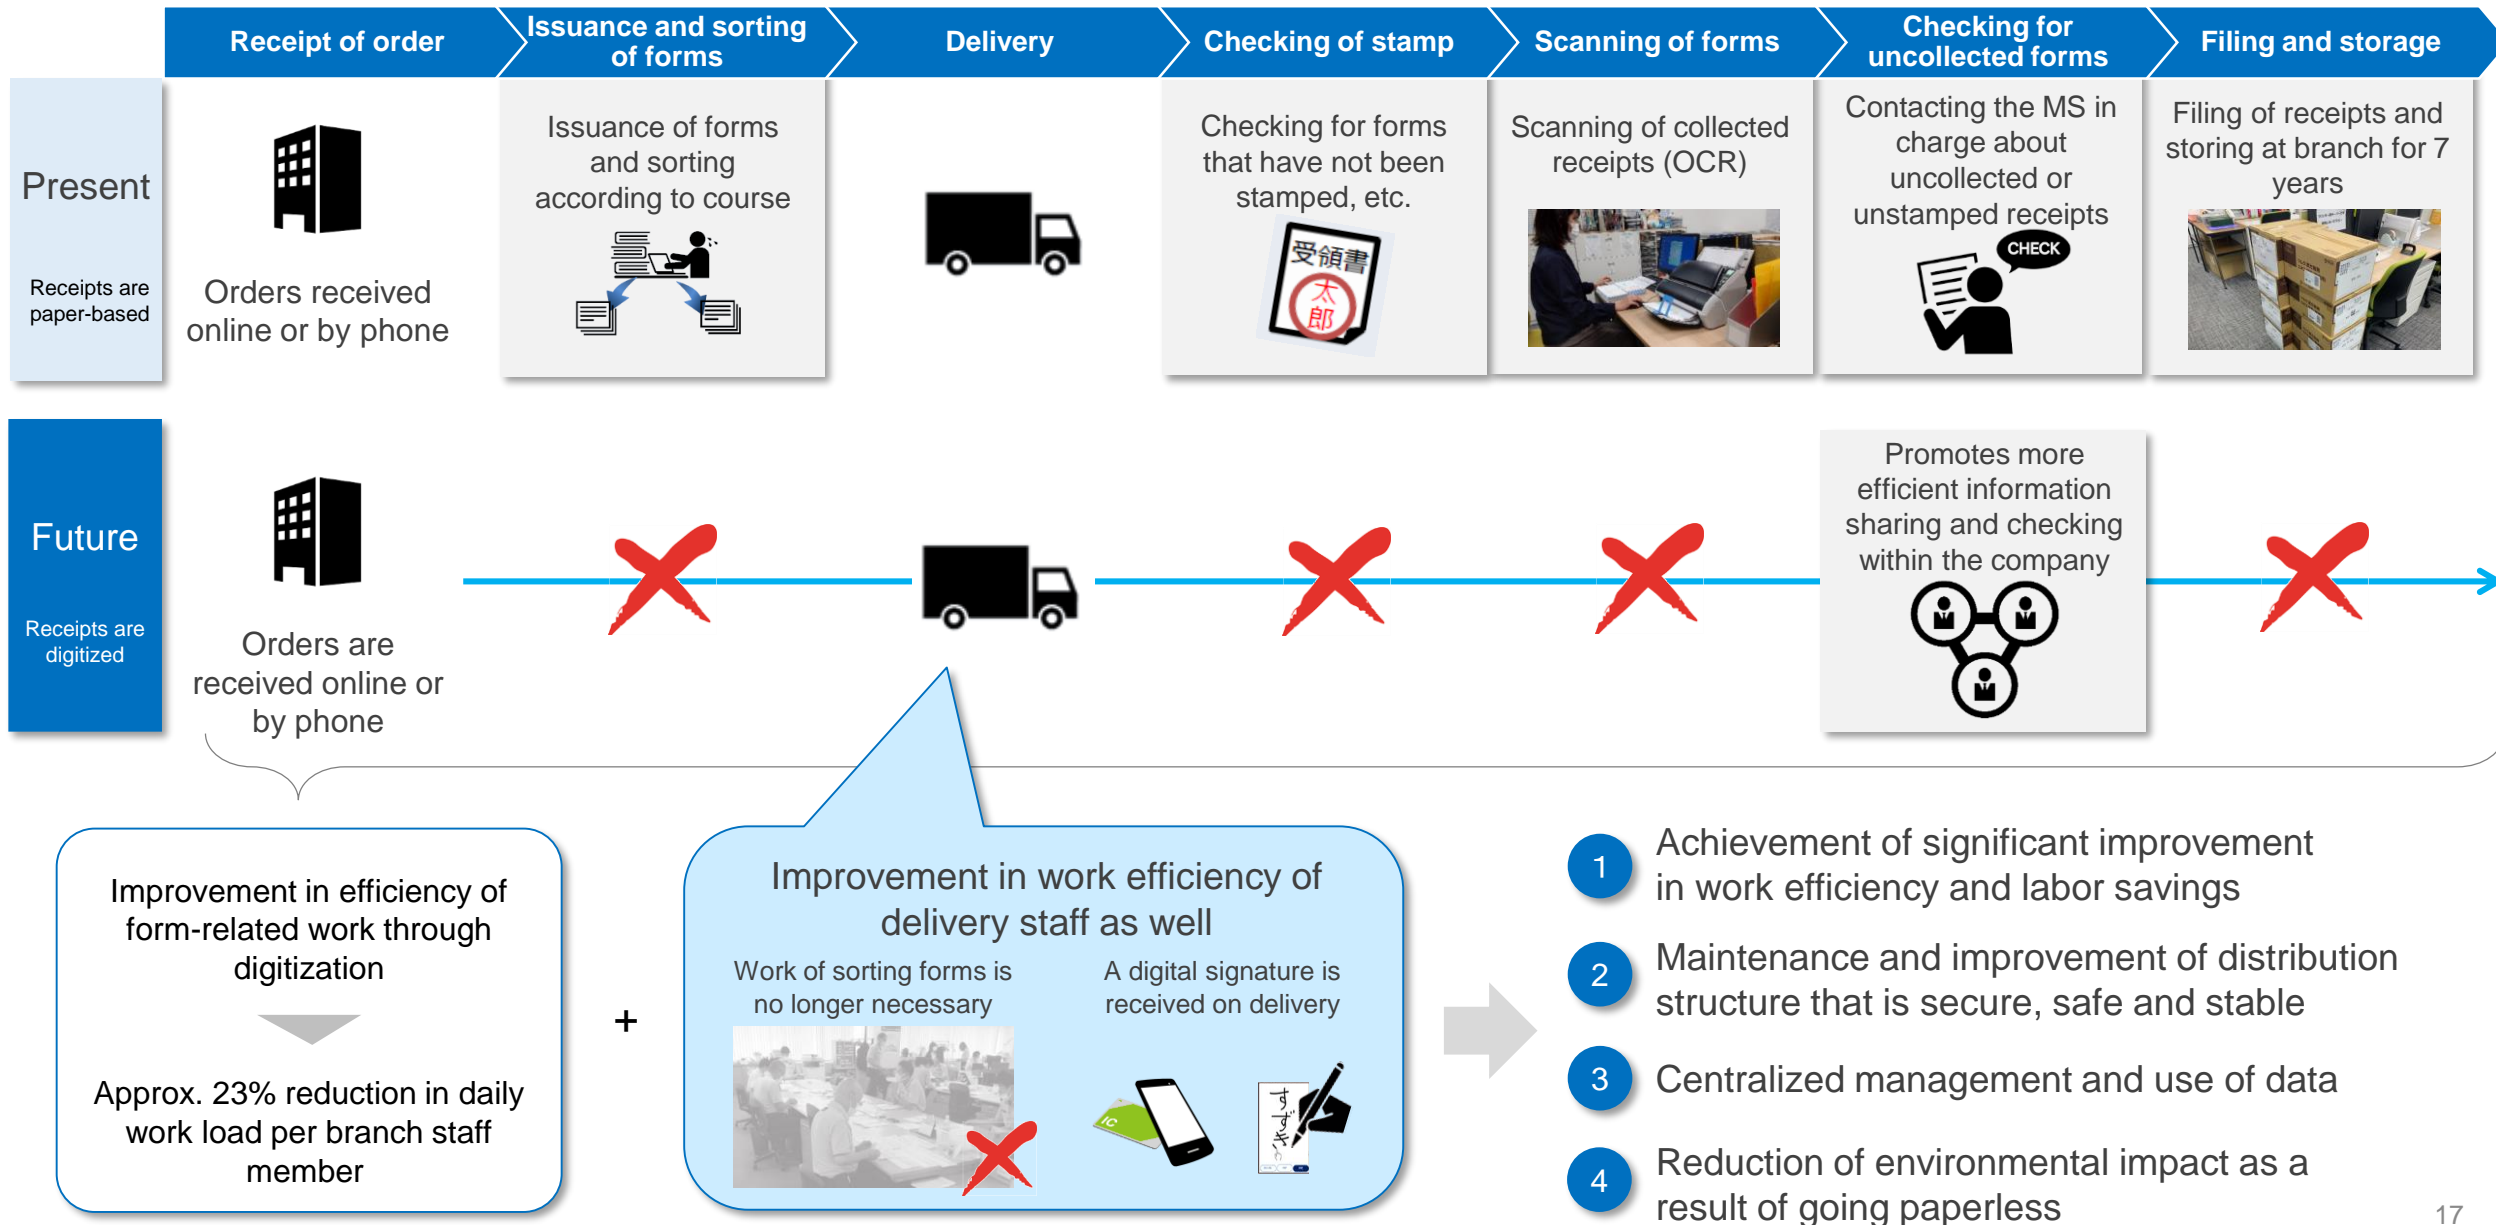 Receipt of order
Issuance and sorting
of forms
Delivery
Checking of stamp
Scanning of forms
Checking for
uncollected forms
Filing and storage
Present
Receipts are
paper-based
Orders received
online or by phone
Issuance of forms
and sorting
according to course
Checking for forms
that have not been
stamped, etc.
受領書
太
郎
Scanning of collected
receipts (OCR)
Contacting the MS in
charge about
uncollected or
unstamped receipts
CHECK
Filing of receipts and
storing at branch for 7
years
Future
Receipts are
digitized
Orders are
received online or
by phone
Promotes more
efficient information
sharing and checking
within the company
Improvement in efficiency of
form-related work through
digitization
Approx. 23% reduction in daily
work load per branch staff
member
+
Improvement in work efficiency of
delivery staff as well
Work of sorting forms is
no longer necessary
A digital signature is
received on delivery
IC
1
Achievement of significant improvement
in work efficiency and labor savings
2
Maintenance and improvement of distribution
structure that is secure, safe and stable
3
Centralized management and use of data
4
Reduction of environmental impact as a
result of going paperless
17